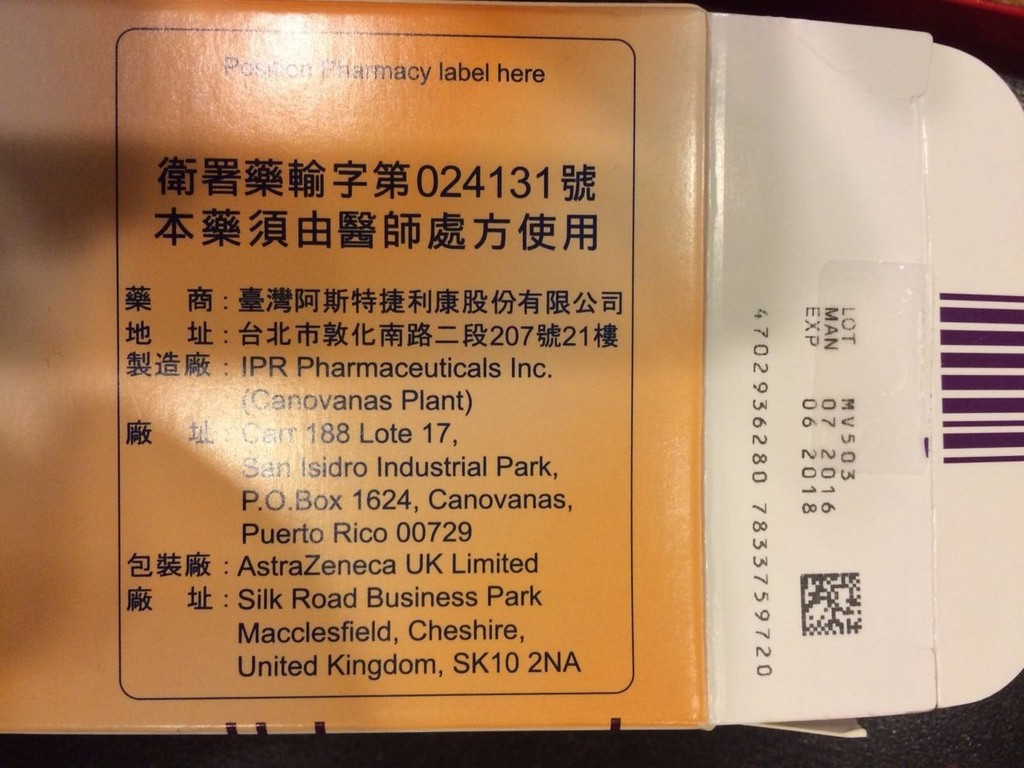 Position Pharmacy label here
衛署藥輸字第024131號
本藥須由醫師處方使用
藥 商：臺灣阿斯特捷利康股份有限公司
地 址：台北市敦化南路二段207號21樓
製造廠：IPR Pharmaceuticals Inc.
(Canovanas Plant)
廠 址：Carr 188 Lote 17,
San Isidro Industrial Park,
P.O.Box 1624, Canovanas,
Puerto Rico 00729
包裝廠：AstraZeneca UK Limited
廠 址：Silk Road Business Park
Macclesfield, Cheshire,
United Kingdom, SK10 2NA
LOT MV503
MAN 07 2016
EXP 06 2018
4702936280 7833759720